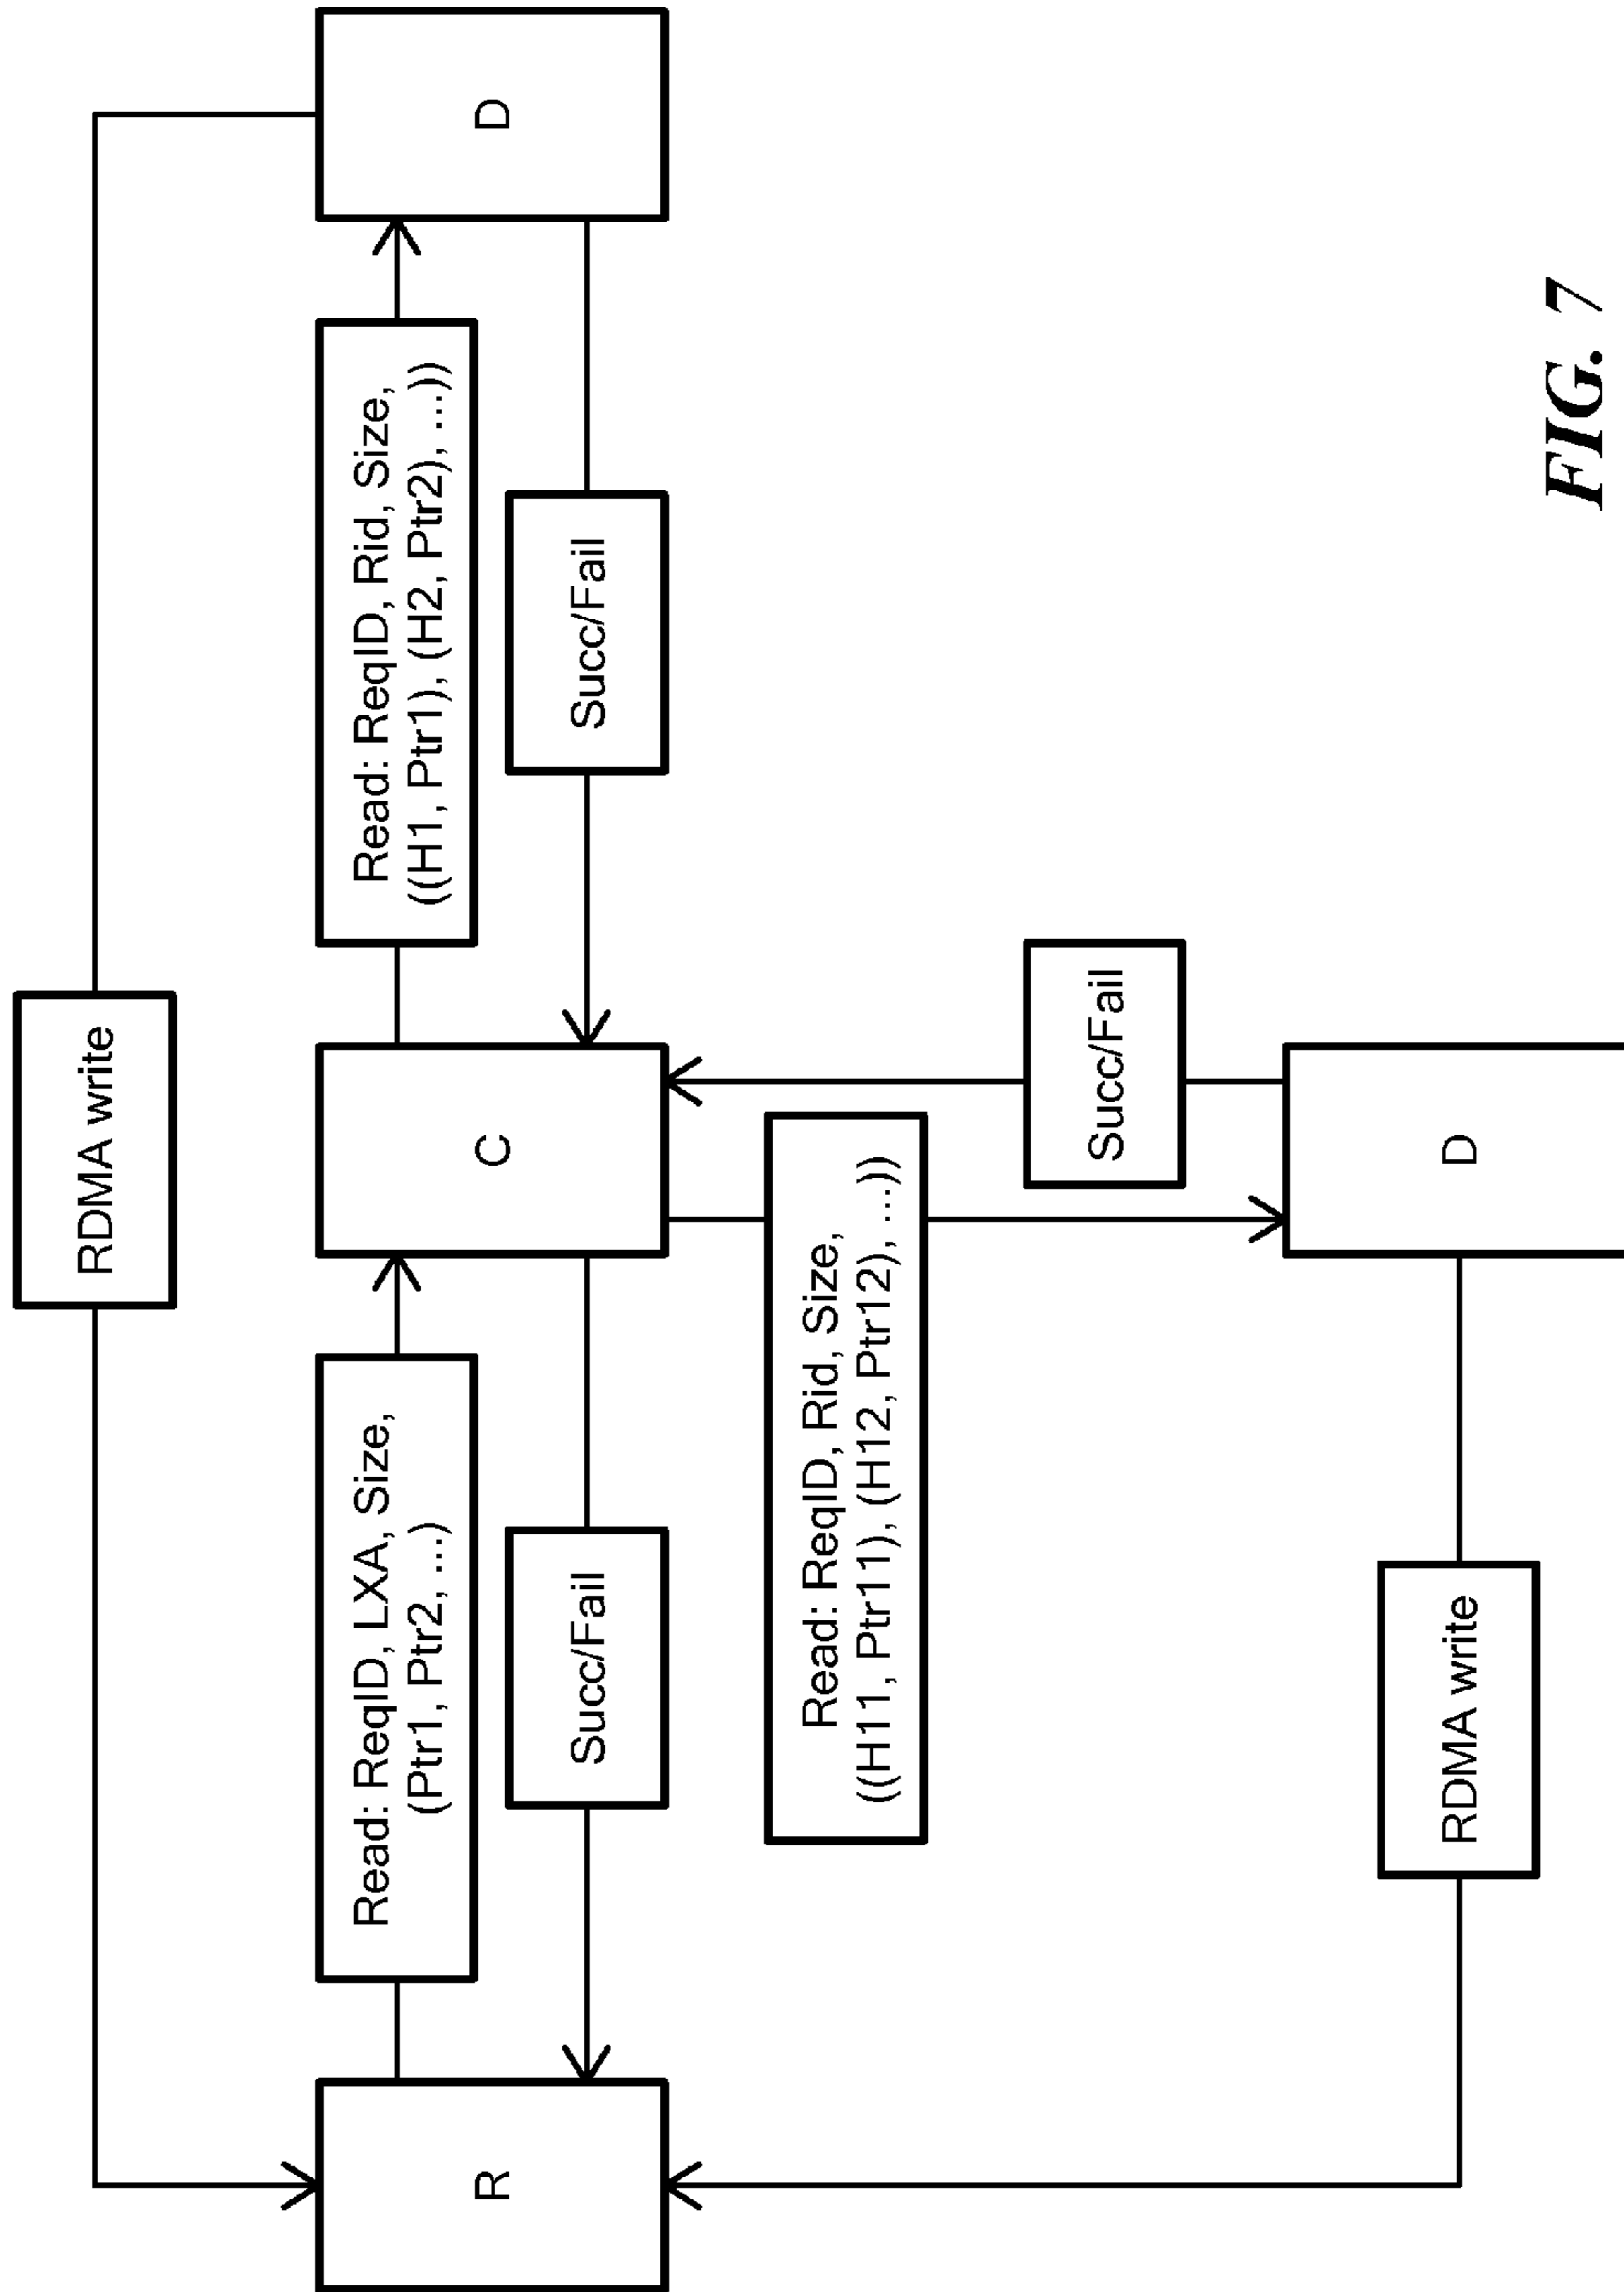 RDMA write
Read: ReqID, LXA, Size,
(Ptr1, Ptr2, ...)
Read: ReqID, Rid, Size,
((H1, Ptr1), (H2, Ptr2), ...))
R
C
D
Succ/Fail
Succ/Fail
Read: ReqID, Rid, Size,
((H11, Ptr11), (H12, Ptr12), ...))
Succ/Fail
RDMA write
D
FIG. 7